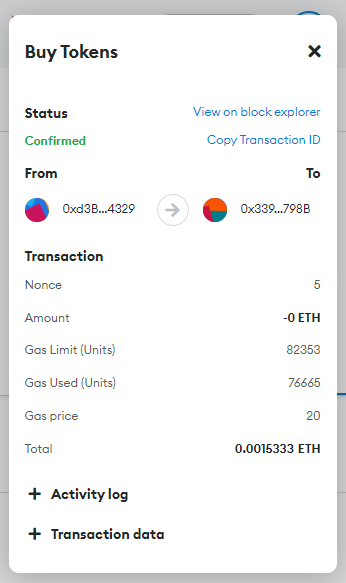 Buy Tokens
Status
View on block explorer
Confirmed
Copy Transaction ID
From
To
0xd3B...4329
0x339...798B
Transaction
Nonce 5
Amount -0 ETH
Gas Limit (Units) 82353
Gas Used (Units) 76665
Gas price 20
Total 0.0015333 ETH
+ Activity log
+ Transaction data